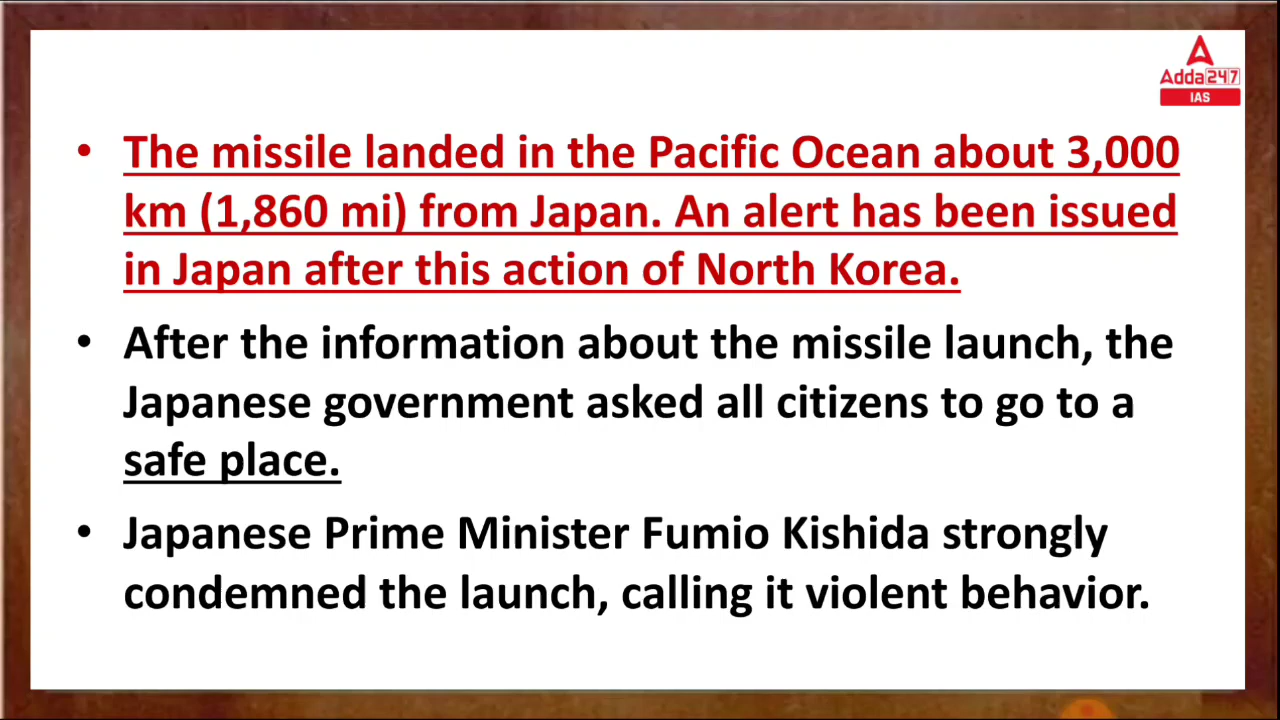 Adda247
IAS
• The missile landed in the Pacific Ocean about 3,000
km (1,860 mi) from Japan. An alert has been issued
in Japan after this action of North Korea.
• After the information about the missile launch, the
Japanese government asked all citizens to go to a
safe place.
• Japanese Prime Minister Fumio Kishida strongly
condemned the launch, calling it violent behavior.